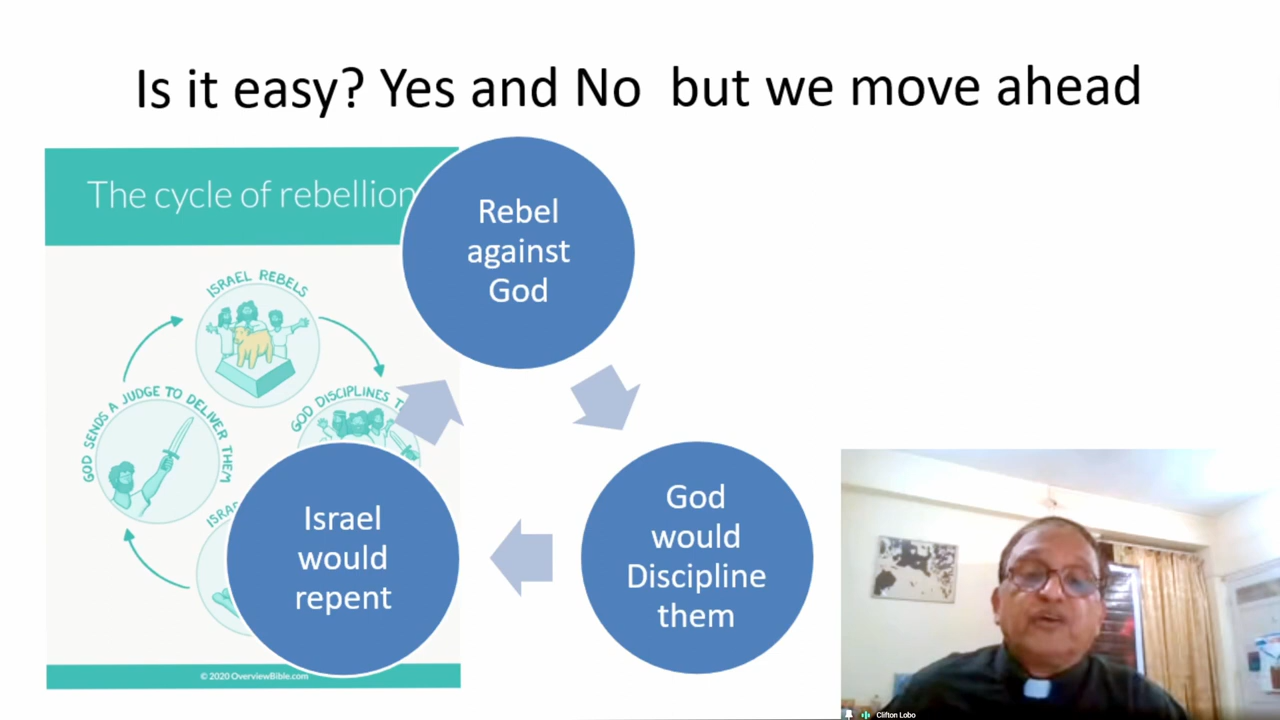 Is it easy? Yes and No but we move ahead
The cycle of rebellion
Rebel
against
God
ISRAEL REBELS
GOD DISCIPLINES T
GOD SENDS A JUDGE TO DELIVER THEM
ISRA
God
would
Discipline
them
Israel
would
repent
© 2020 OverviewBible.com
Clifton Lobo